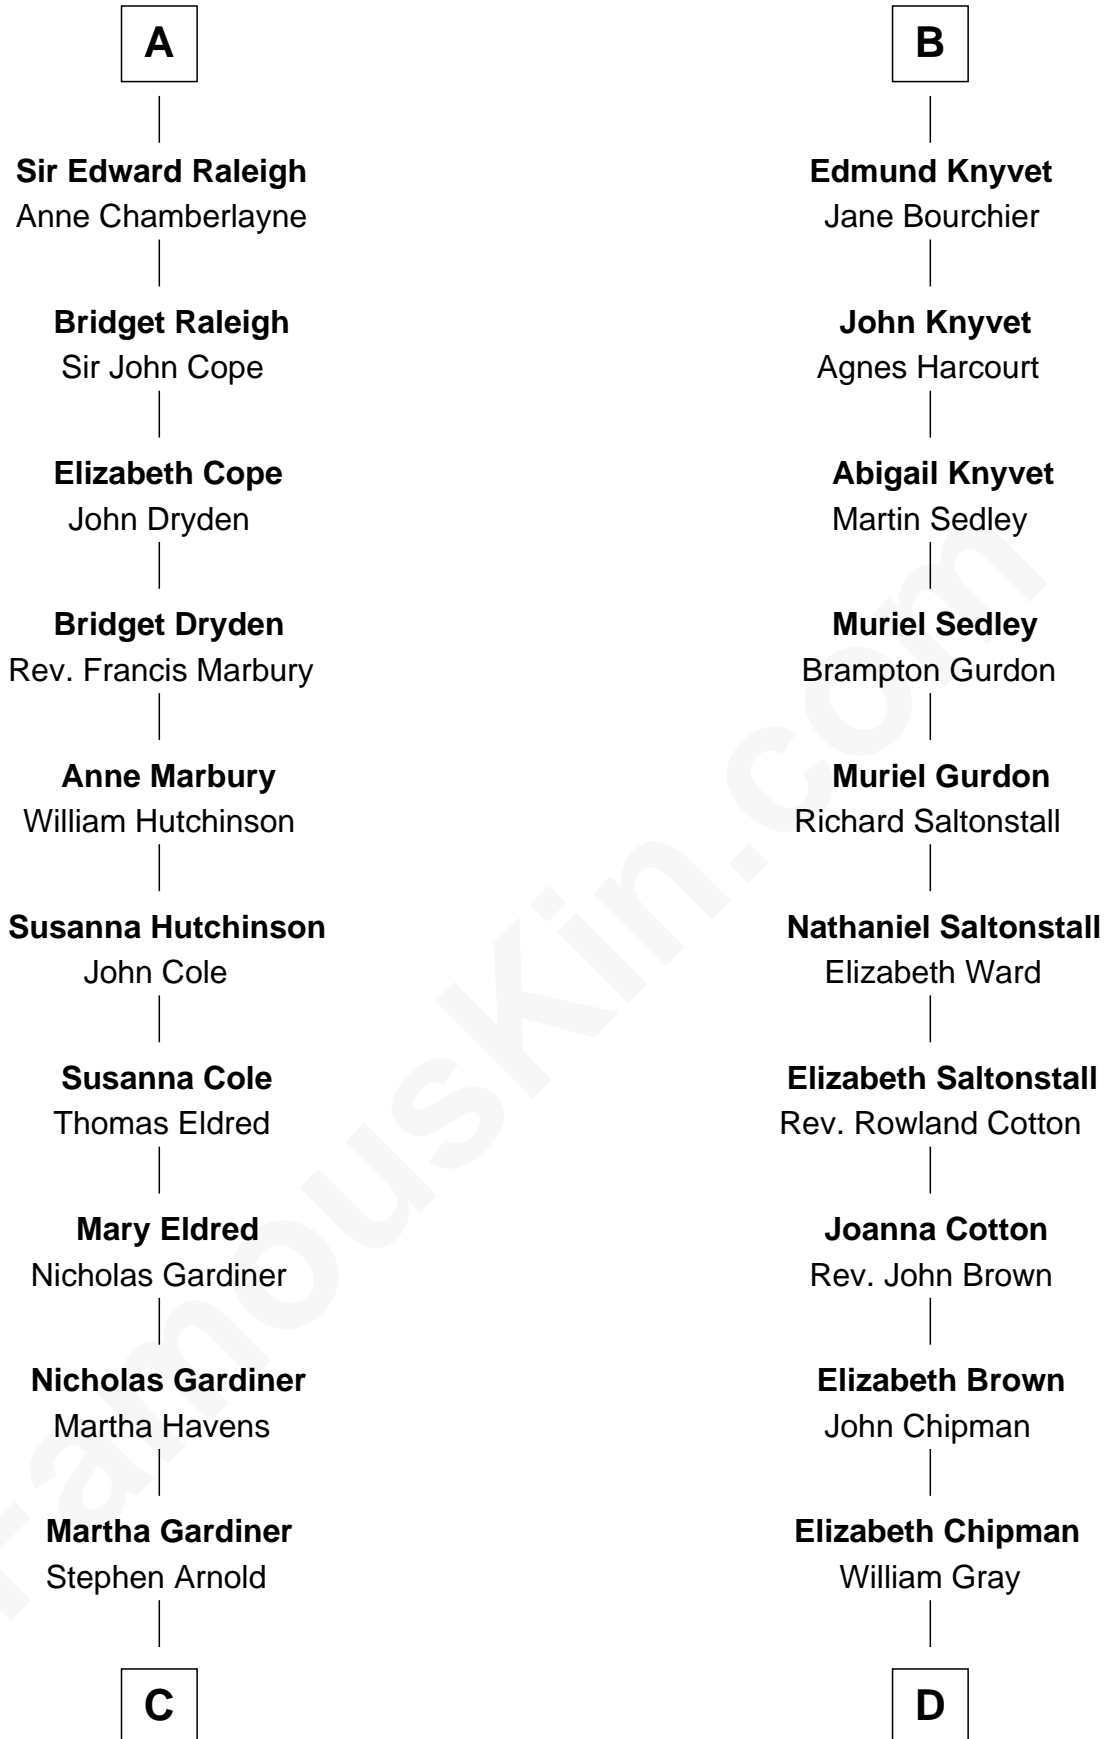 A
Sir Edward Raleigh
Anne Chamberlayne
Bridget Raleigh
Sir John Cope
Elizabeth Cope
John Dryden
Bridget Dryden
Rev. Francis Marbury
Anne Marbury
William Hutchinson
Susanna Hutchinson
John Cole
Susanna Cole
Thomas Eldred
Mary Eldred
Nicholas Gardiner
Nicholas Gardiner
Martha Havens
Martha Gardiner
Stephen Arnold
C
B
Edmund Knyvet
Jane Bourchier
John Knyvet
Agnes Harcourt
Abigail Knyvet
Martin Sedley
Muriel Sedley
Brampton Gurdon
Muriel Gurdon
Richard Saltonstall
Nathaniel Saltonstall
Elizabeth Ward
Elizabeth Saltonstall
Rev. Rowland Cotton
Joanna Cotton
Rev. John Brown
Elizabeth Brown
John Chipman
Elizabeth Chipman
William Gray
D
FamousKin.com